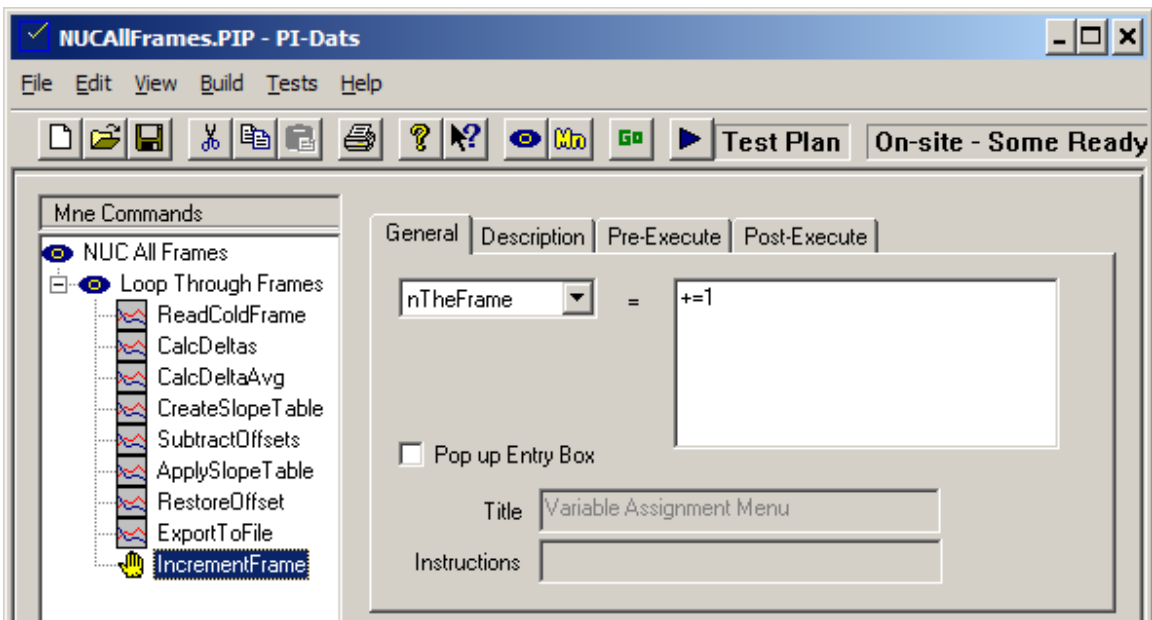 NUCAllFrames.PIP - PI-Dats
File Edit View Build Tests Help
Mn Go Test Plan On-site - Some Ready
Mne Commands
NUC All Frames
Loop Through Frames
ReadColdFrame
CalcDeltas
CalcDeltaAvg
CreateSlopeTable
SubtractOffsets
ApplySlopeTable
RestoreOffset
ExportToFile
IncrementFrame
General Description Pre-Execute Post-Execute
nTheFrame = +=1
Pop up Entry Box
Title Variable Assignment Menu
Instructions